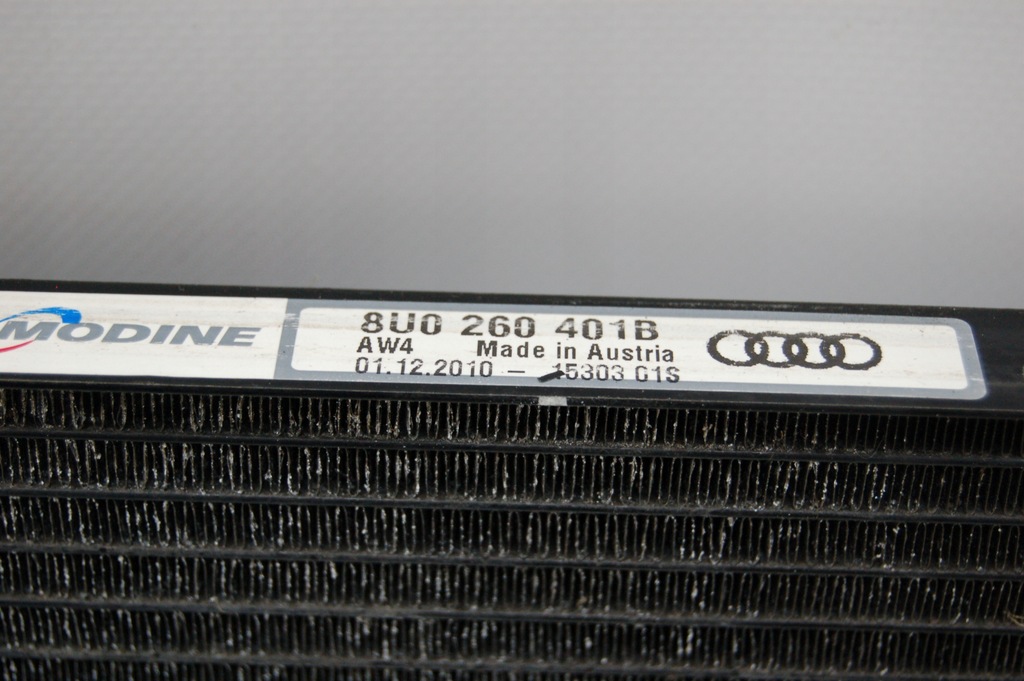 MODINE
8U0 260 401B
AW4 Made in Austria
01.12.2010 – 15303 01S